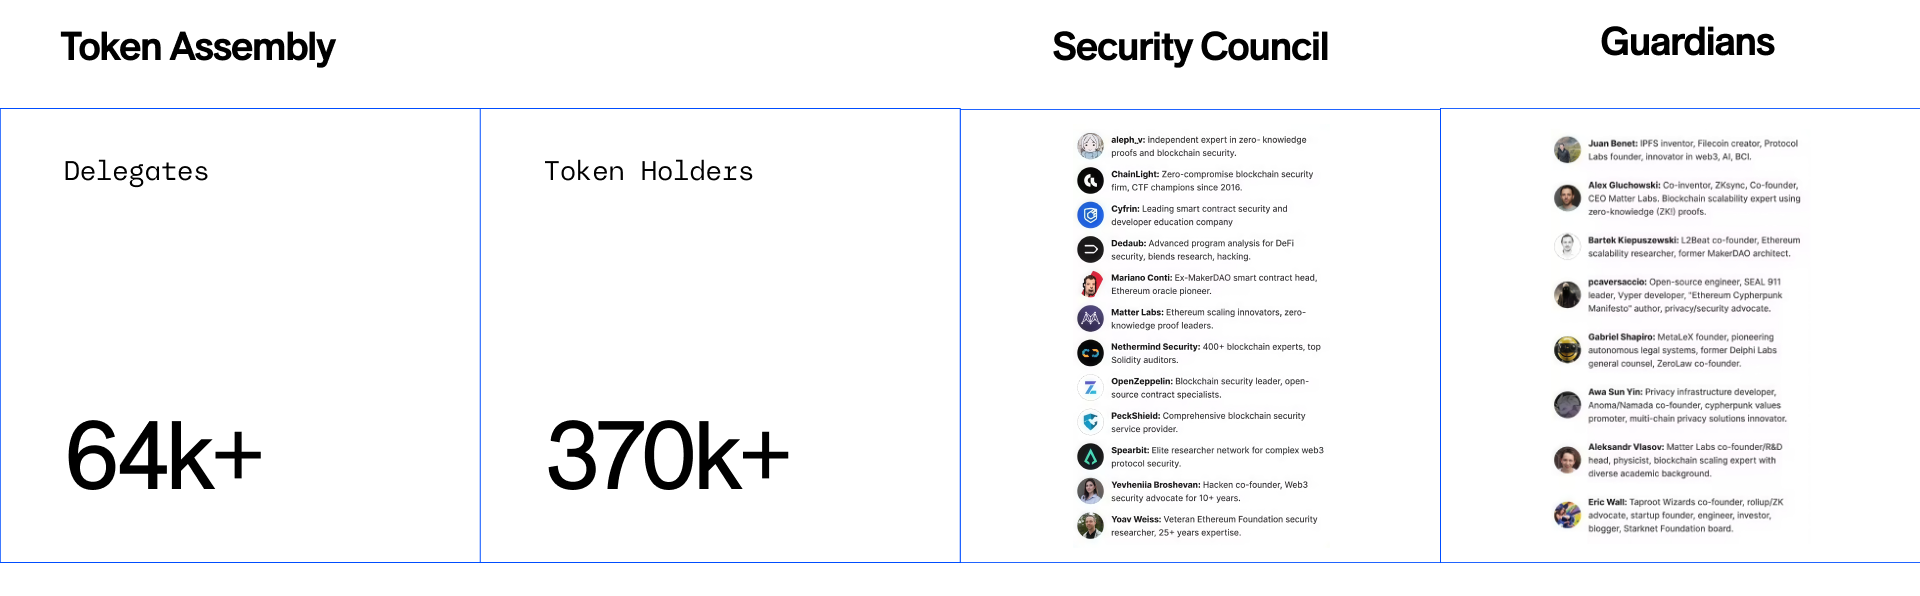 Token Assembly
Security Council
Guardians
Delegates
64k+
Token Holders
370k+
aleph_v: Independent expert in zero- knowledge
proofs and blockchain security.
ChainLight: Zero-compromise blockchain security
firm, CTF champions since 2016.
Cyfrin: Leading smart contract security and
developer education company
Dedaub: Advanced program analysis for DeFi
security, blends research, hacking.
Mariano Conti: Ex-MakerDAO smart contract head,
Ethereum oracle pioneer.
Matter Labs: Ethereum scaling innovators, zero-
knowledge proof leaders.
Nethermind Security: 400+ blockchain experts, top
Solidity auditors.
OpenZeppelin: Blockchain security leader, open-
source contract specialists.
PeckShield: Comprehensive blockchain security
service provider.
Spearbit: Elite researcher network for complex web3
protocol security.
Yevheniia Broshevan: Hacken co-founder, Web3
security advocate for 10+ years.
Yoav Weiss: Veteran Ethereum Foundation security
researcher, 25+ years expertise.
Juan Benet: IPFS inventor, Filecoin creator, Protocol
Labs founder, innovator in web3, AI, BCI.
Alex Gluchowski: Co-inventor, ZKsync, Co-founder,
CEO Matter Labs. Blockchain scalability expert using
zero-knowledge (ZK!) proofs.
Bartek Kiepuszewski: L2Beat co-founder, Ethereum
scalability researcher, former MakerDAO architect.
pcaversaccio: Open-source engineer, SEAL 911
leader, Vyper developer, "Ethereum Cypherpunk
Manifesto" author, privacy/security advocate.
Gabriel Shapiro: MetaLeX founder, pioneering
autonomous legal systems, former Delphi Labs
general counsel, ZeroLaw co-founder.
Awa Sun Yin: Privacy infrastructure developer,
Anoma/Namada co-founder, cypherpunk values
promoter, multi-chain privacy solutions innovator.
Aleksandr Vlasov: Matter Labs co-founder/R&D
head, physicist, blockchain scaling expert with
diverse academic background.
Eric Wall: Taproot Wizards co-founder, rollup/ZK
advocate, startup founder, engineer, investor,
blogger, Starknet Foundation board.